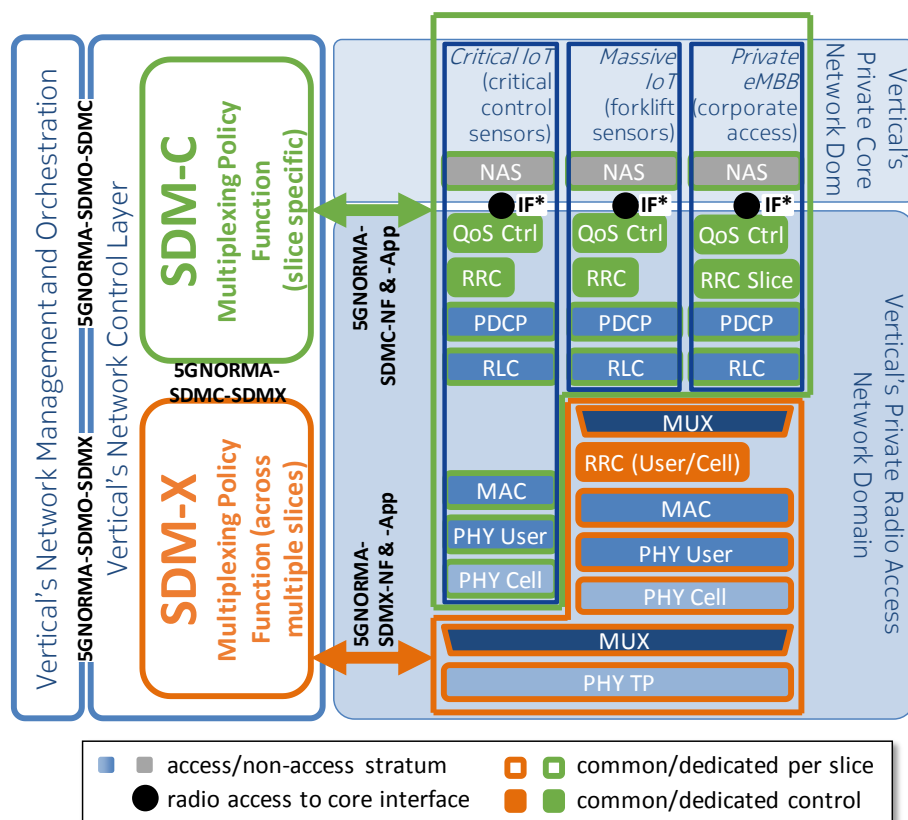 Vertical's Network Management and Orchestration
5GNORMA-SDMO-SDMC
5GNORMA-SDMO-SDMX
Vertical's Network Control Layer
SDM-C
Multiplexing Policy
Function
(slice specific)
5GNORMA-
SDMC-SDMX
SDM-X
Multiplexing Policy
Function (across
multiple slices)
5GNORMA-
SDMC-NF & -App
5GNORMA-
SDMX-NF & -App
Critical IoT
(critical
control
sensors)
Massive
IoT
(forklift
sensors)
Private
eMBB
(corporate
access)
Vertical's
Private Core
Network Dom
NAS
NAS
NAS
IF*
IF*
IF*
QoS Ctrl
QoS Ctrl
QoS Ctrl
RRC
RRC
RRC Slice
PDCP
PDCP
PDCP
RLC
RLC
RLC
Vertical's Private Radio Access
Network Domain
MUX
RRC (User/Cell)
MAC
MAC
PHY User
PHY User
PHY Cell
PHY Cell
MUX
PHY TP
access/non-access stratum
common/dedicated per slice
radio access to core interface
common/dedicated control